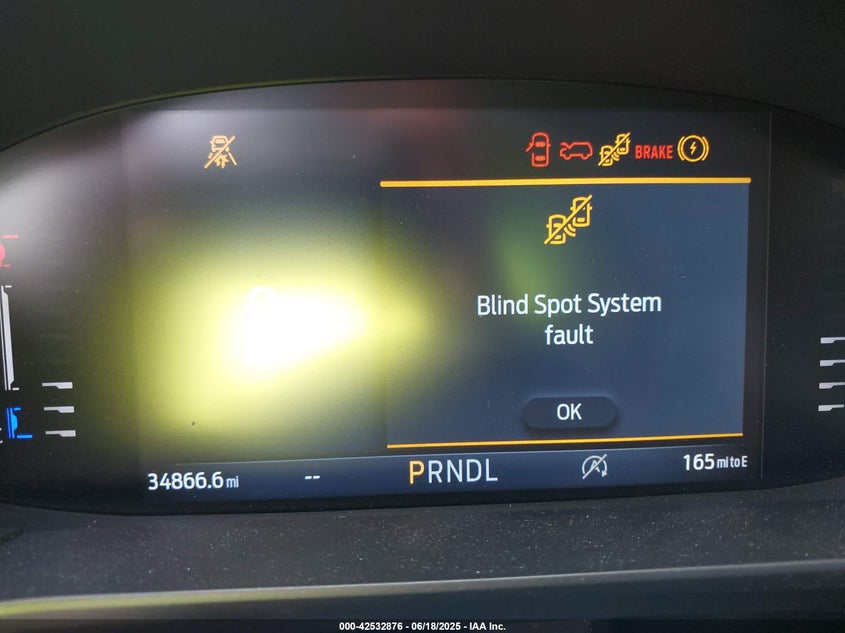 BRAKE
Blind Spot System
fault
OK
34866.6 mi -- PRNDL 165 mi to E
000-42532876 - 06/18/2025 - IAA Inc.